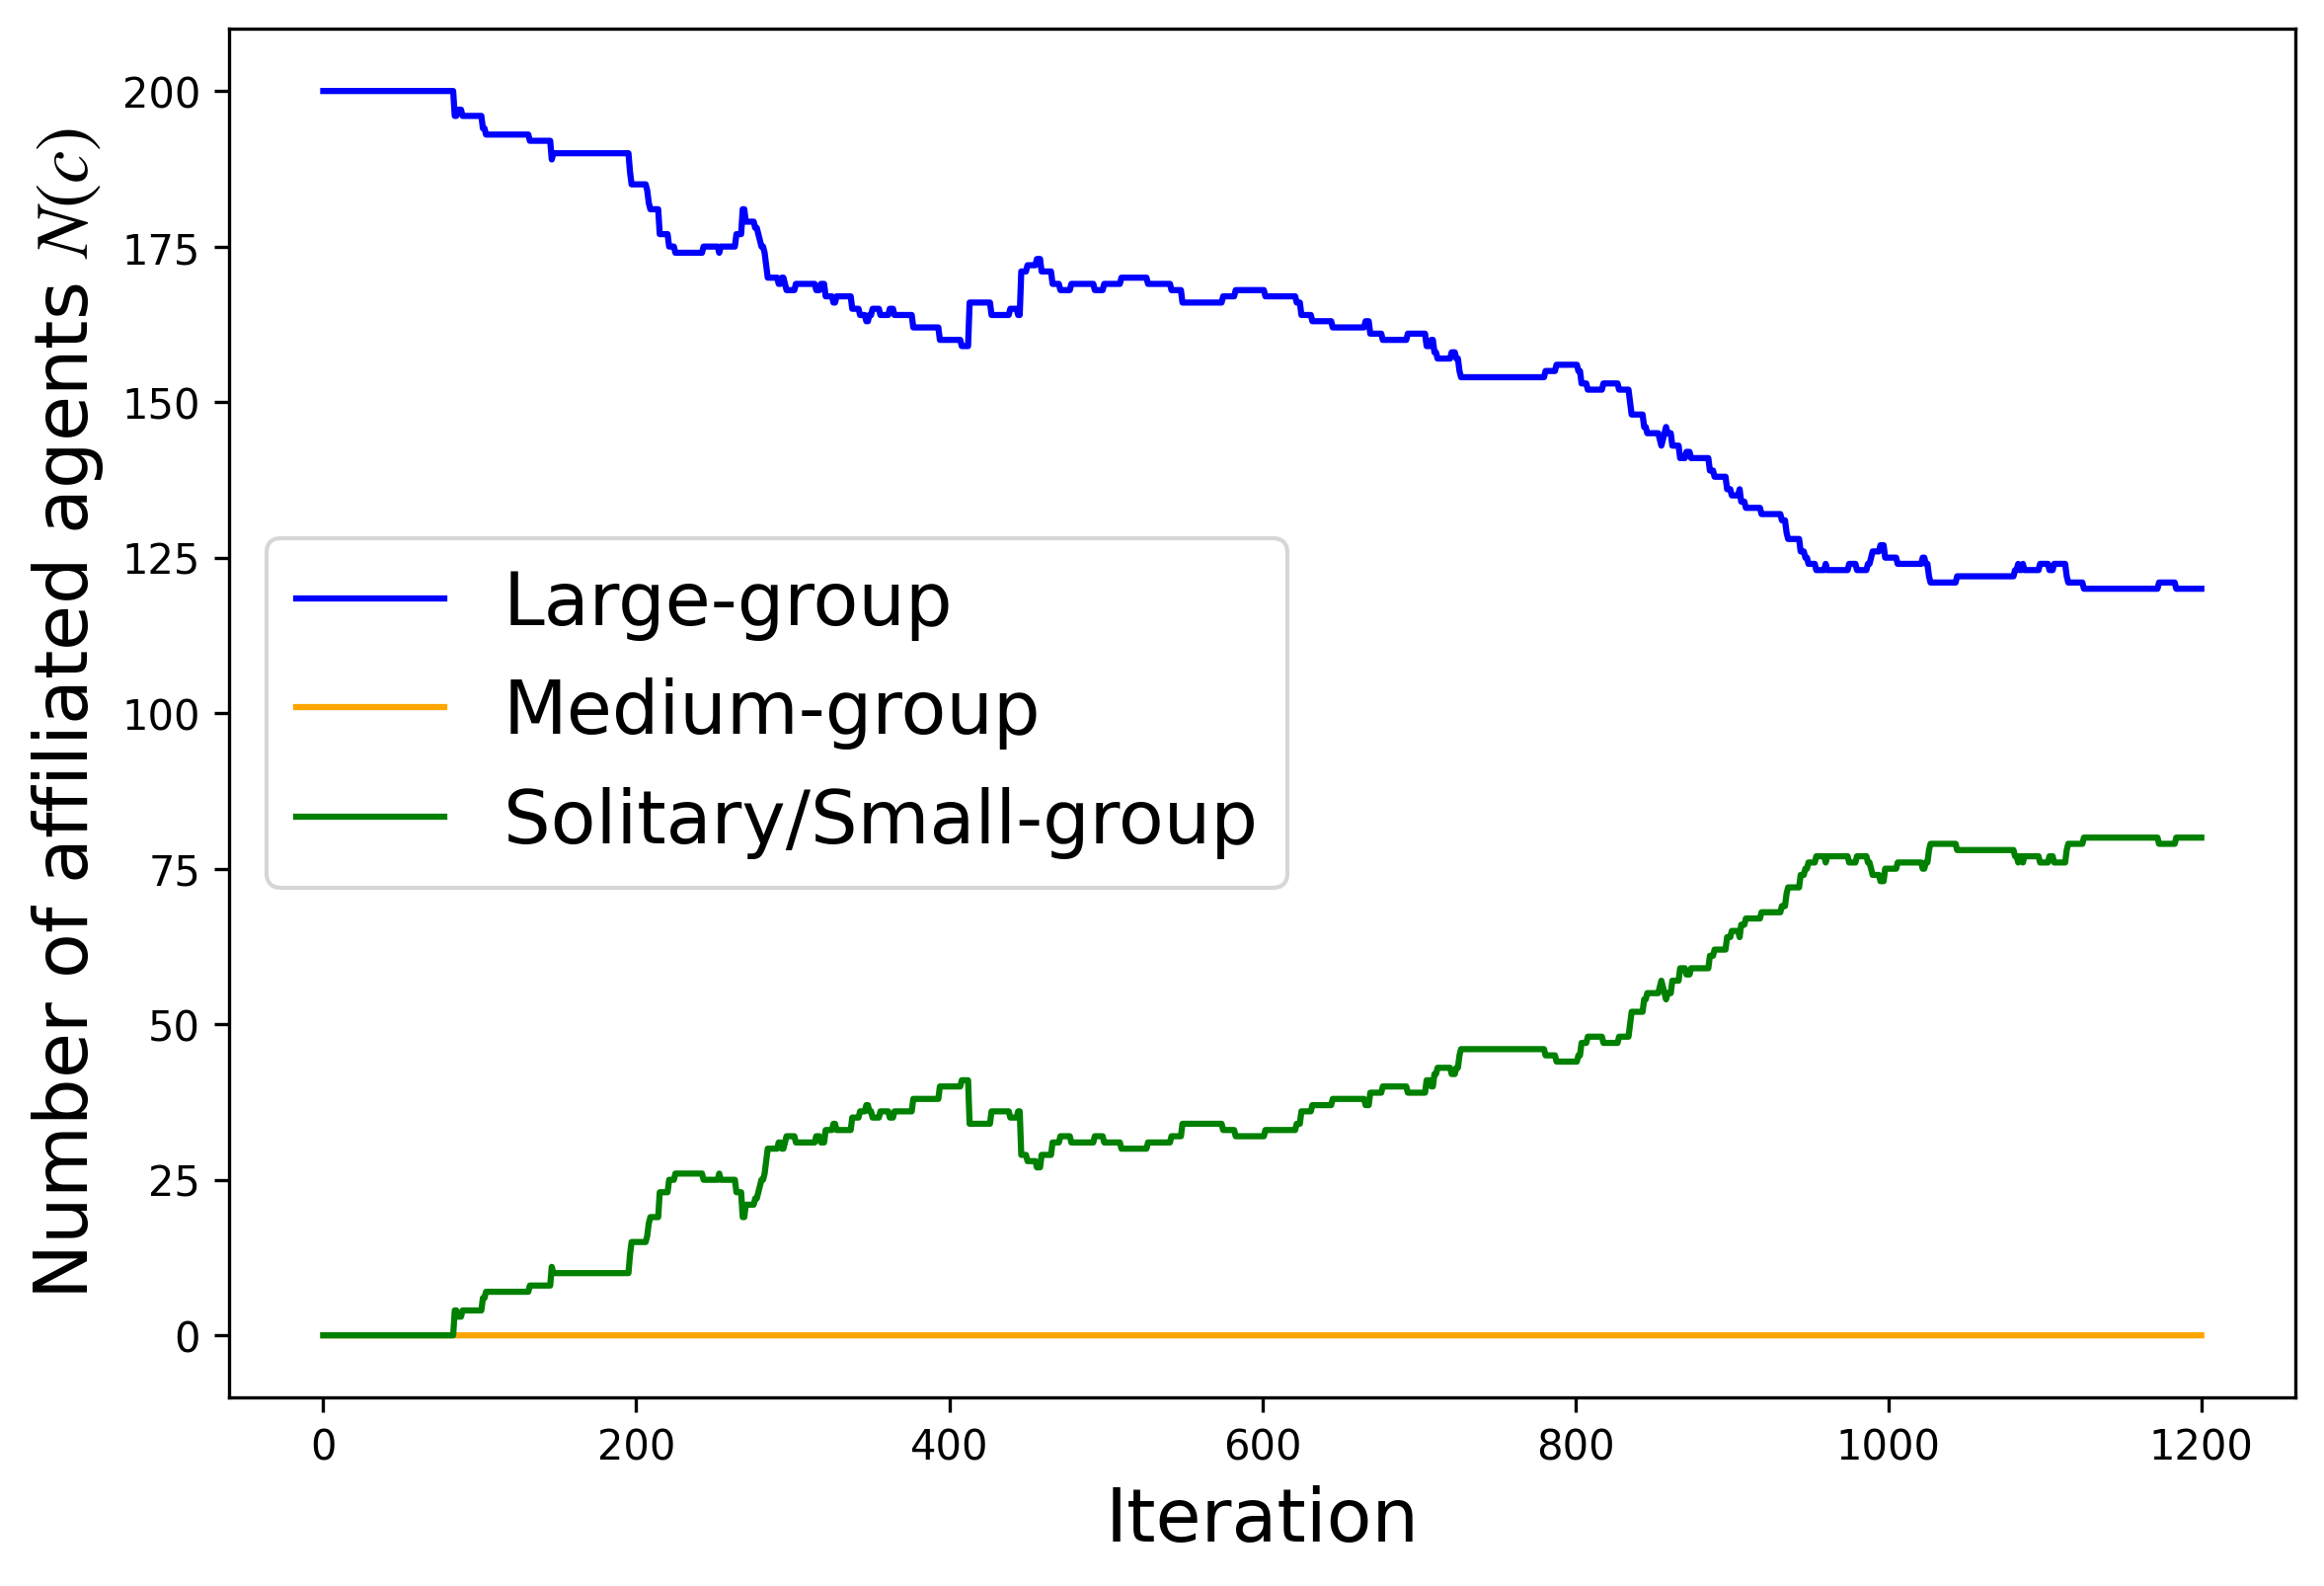 Number of affiliated agents N(c)
200
175
150
125
100
75
50
25
0
Large-group
Medium-group
Solitary/Small-group
0 200 400 600 800 1000 1200
Iteration